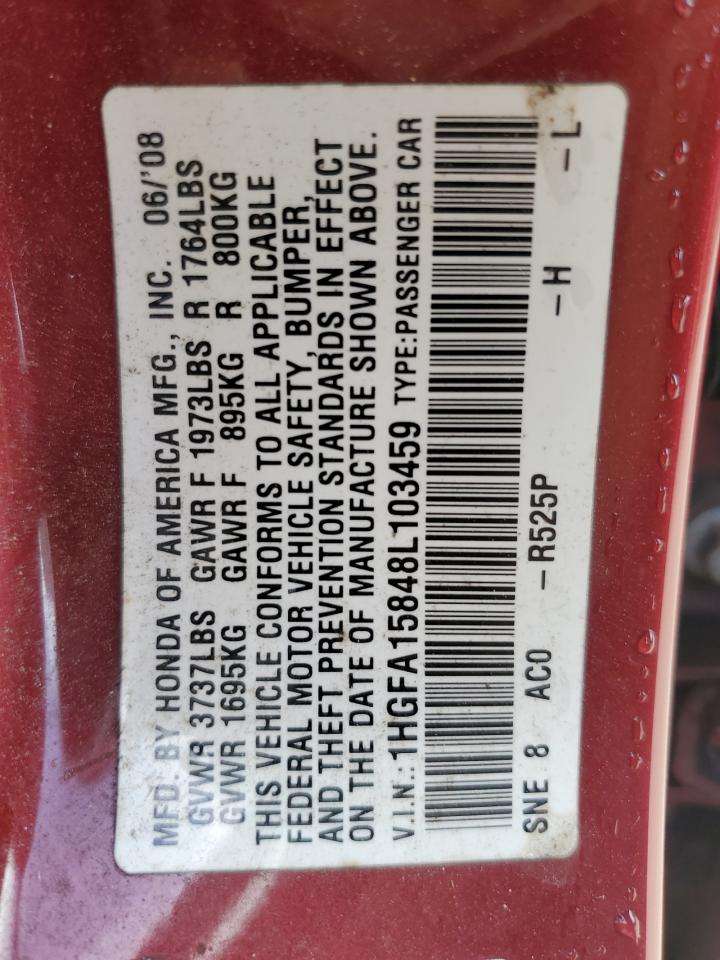 MFD. BY HONDA OF AMERICA MFG., INC. 06/'08
GVWR 3737LBS GAWR F 1973LBS R 1764LBS
GVWR 1695KG GAWR F 895KG R 800KG
THIS VEHICLE CONFORMS TO ALL APPLICABLE
FEDERAL MOTOR VEHICLE SAFETY, BUMPER,
AND THEFT PREVENTION STANDARDS IN EFFECT
ON THE DATE OF MANUFACTURE SHOWN ABOVE.
V.I.N.: 1HGFA15848L103459 TYPE:PASSENGER CAR
SNE 8 AC0 – R525P – H – L